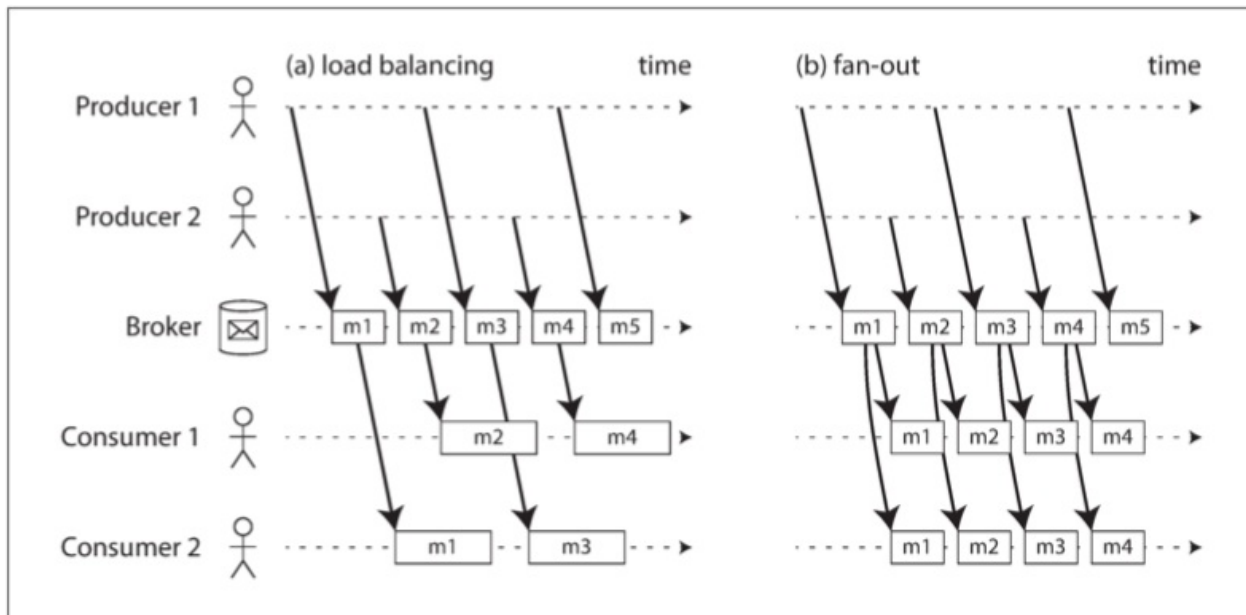 (a) load balancing time (b) fan-out time
Producer 1
Producer 2
Broker m1 m2 m3 m4 m5 m1 m2 m3 m4 m5
Consumer 1 m2 m4 m1 m2 m3 m4
Consumer 2 m1 m3 m1 m2 m3 m4